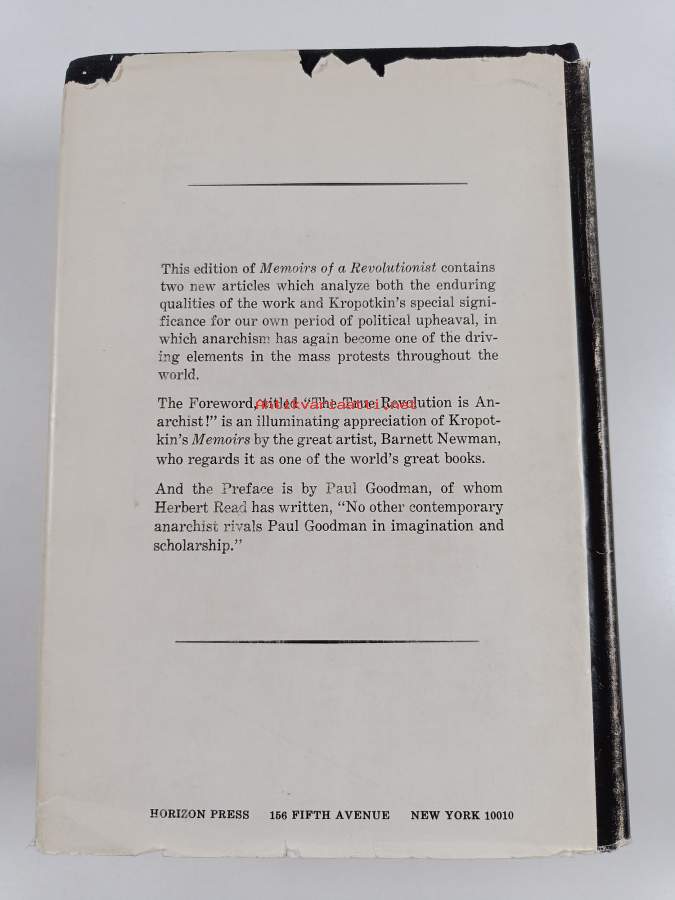 This edition of Memoirs of a Revolutionist contains
two new articles which analyze both the enduring
qualities of the work and Kropotkin's special signi-
ficance for our own period of political upheaval, in
which anarchism has again become one of the driv-
ing elements in the mass protests throughout the
world.
The Foreword, titled "The True Revolution is An-
archist!" is an illuminating appreciation of Kropot-
kin's Memoirs by the great artist, Barnett Newman,
who regards it as one of the world's great books.
And the Preface is by Paul Goodman, of whom
Herbert Read has written, "No other contemporary
anarchist rivals Paul Goodman in imagination and
scholarship."
HORIZON PRESS 156 FIFTH AVENUE NEW YORK 10010
Antikvariaatti.net